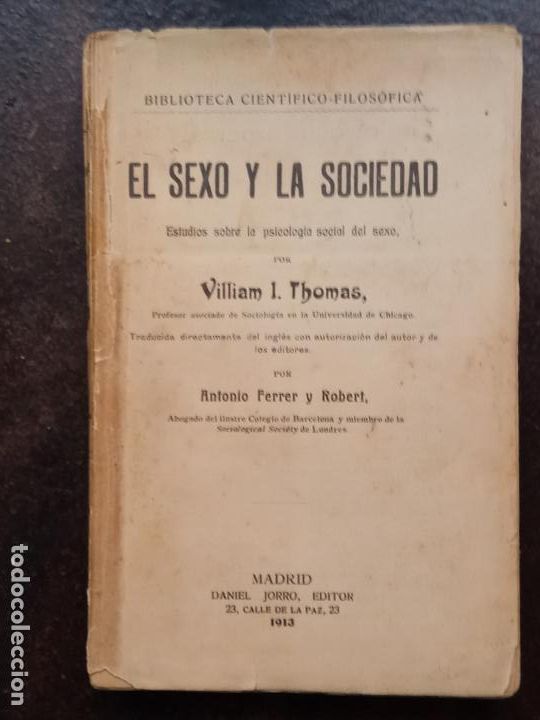 BIBLIOTECA CIENTÍFICO-FILOSÓFICA
EL SEXO Y LA SOCIEDAD
Estudios sobre la psicología social del sexo,
POR
Villiam I. Thomas,
Profesor asociado de Sociología en la Universidad de Chicago.
Traducida directamente del inglés con autorización del autor y de
los editores.
POR
Antonio Ferrer y Robert,
Abogado del ilustre Colegio de Barcelona y miembro de la
Sociological Society de Londres.
MADRID
DANIEL JORRO, EDITOR
23, CALLE DE LA PAZ, 23
1913
todocoleccion